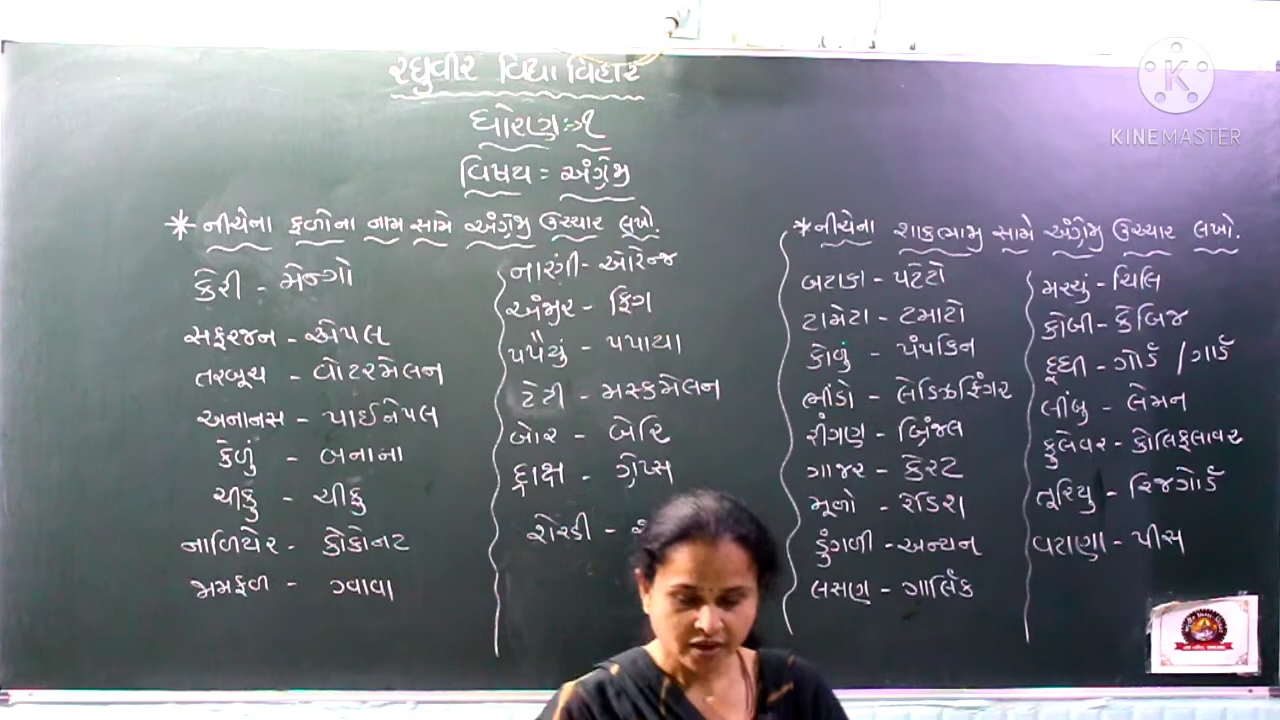 રઘુવીર વિદ્યા વિહાર
ધોરણ:-૧
વિષય = અંગ્રેજી
* નીચેના ફળોના નામ સામે અંગ્રેજી ઉચ્ચાર લખો.
કેરી - મેન્ગો
સફરજન - એપલ
તરબૂચ - વોટરમેલન
અનાનસ - પાઈનેપલ
કેળું - બનાના
ચીકુ - ચીકુ
નાળિયેર - કોકોનટ
જામફળ - ગ્વાવા
નારંગી - ઓરેન્જ
અંજીર - ફિગ
પપૈયું - પપાયા
ટેટી - મસ્કમેલન
બોર - બેરિ
દ્રાક્ષ - ગ્રેપ્સ
શેરડી -
* નીચેના શાકભાજી સામે અંગ્રેજી ઉચ્ચાર લખો.
બટાકા - પટેટો
ટામેટા - ટમાટો
કોળું - પંપકિન
ભીંડો - લેડિઝફિંગર
રીંગણ - બ્રિંજલ
ગાજર - કેરટ
મૂળો - રેડિશ
ડુંગળી - અન્યન
લસણ - ગાર્લિક
મરચું - ચિલિ
કોબી - કેબિજ
દૂધી - ગોર્ડ / ગાર્ડ
લીંબુ - લેમન
ફુલેવર - કોલિફલાવર
તૂરિયુ - રિજગોર્ડ
વટાણા - પીસ
KINEMASTER